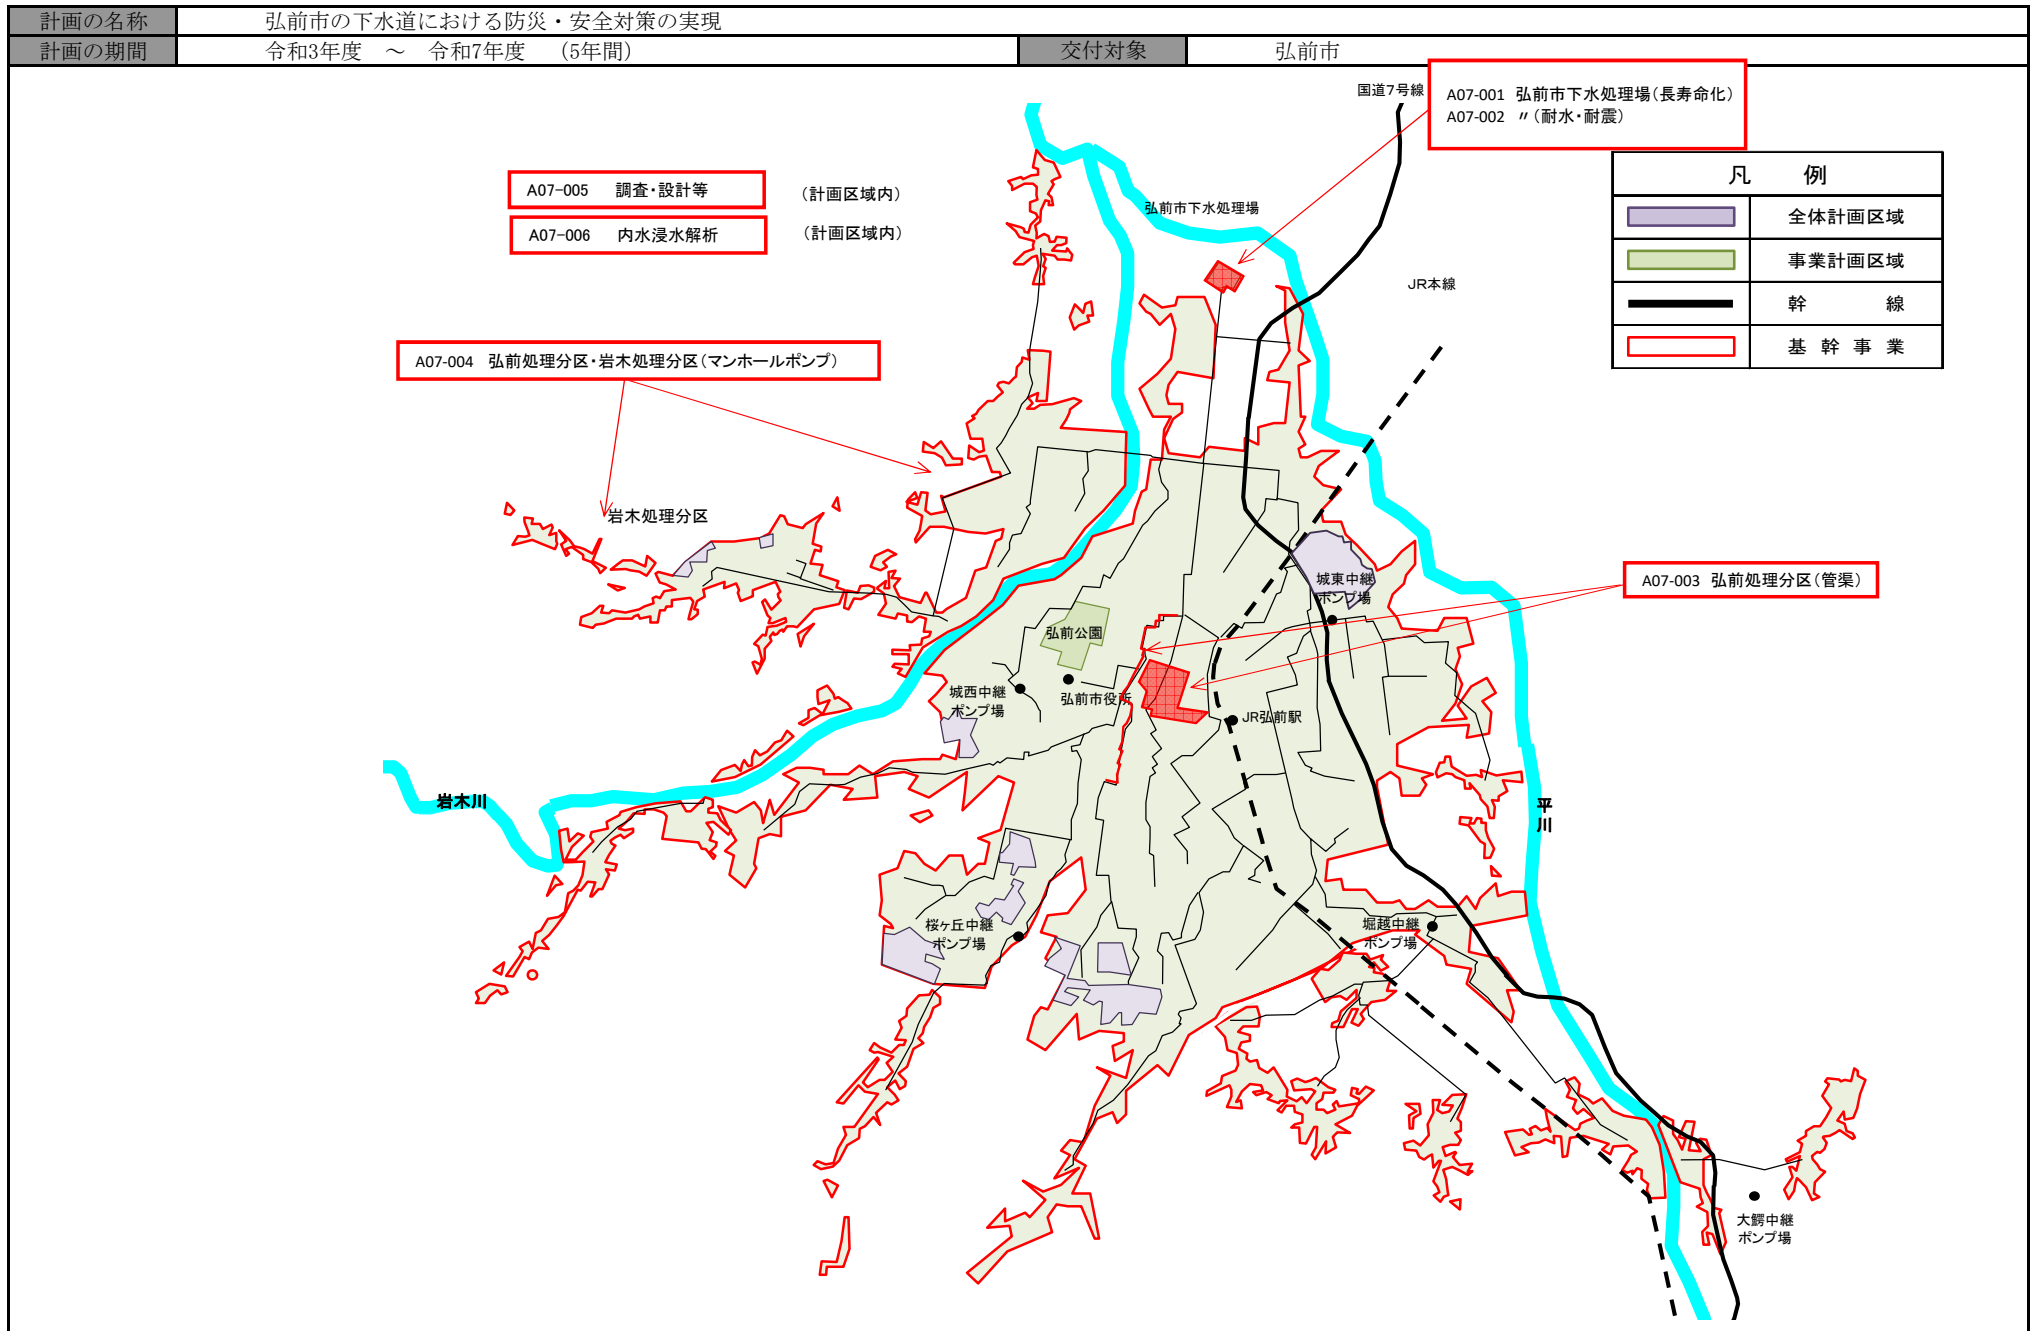 計画の名称 弘前市の下水道における防災・安全対策の実現
計画の期間 令和3年度 ～ 令和7年度 （5年間） 交付対象 弘前市
国道7号線
A07-001 弘前市下水処理場（長寿命化）
A07-002 〃（耐水・耐震）
凡 例
全体計画区域
事業計画区域
幹 線
基 幹 事 業
A07-005 調査・設計等 （計画区域内）
A07-006 内水浸水解析 （計画区域内）
弘前市下水処理場
JR本線
A07-004 弘前処理分区・岩木処理分区（マンホールポンプ）
岩木処理分区
城東中継
ポンプ場
A07-003 弘前処理分区（管渠）
弘前公園
城西中継
ポンプ場
弘前市役所
JR弘前駅
岩木川
平川
桜ヶ丘中継
ポンプ場
堀越中継
ポンプ場
大鰐中継
ポンプ場